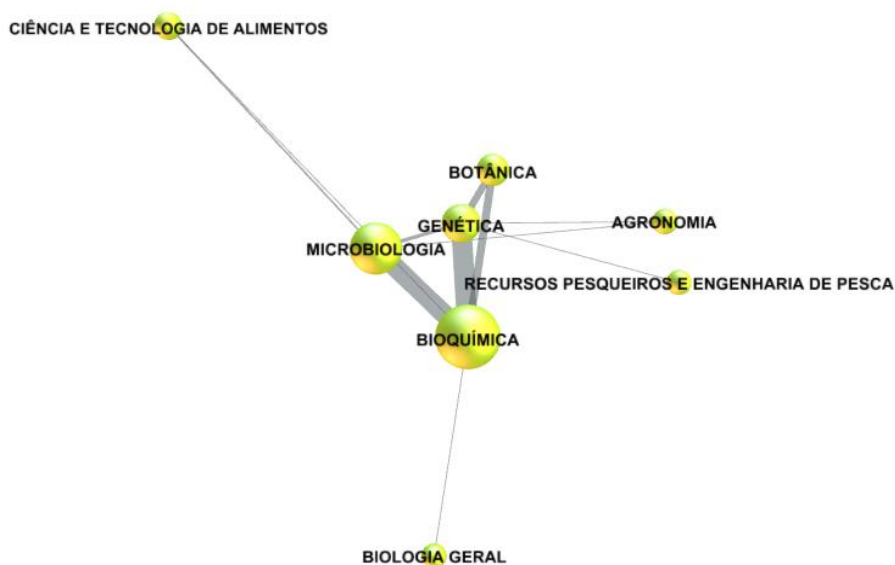 CIÊNCIA E TECNOLOGIA DE ALIMENTOS
BOTÂNICA
GENÉTICA
AGRONOMIA
MICROBIOLOGIA
RECURSOS PESQUEIROS E ENGENHARIA DE PESCA
BIOQUÍMICA
BIOLOGIA GERAL